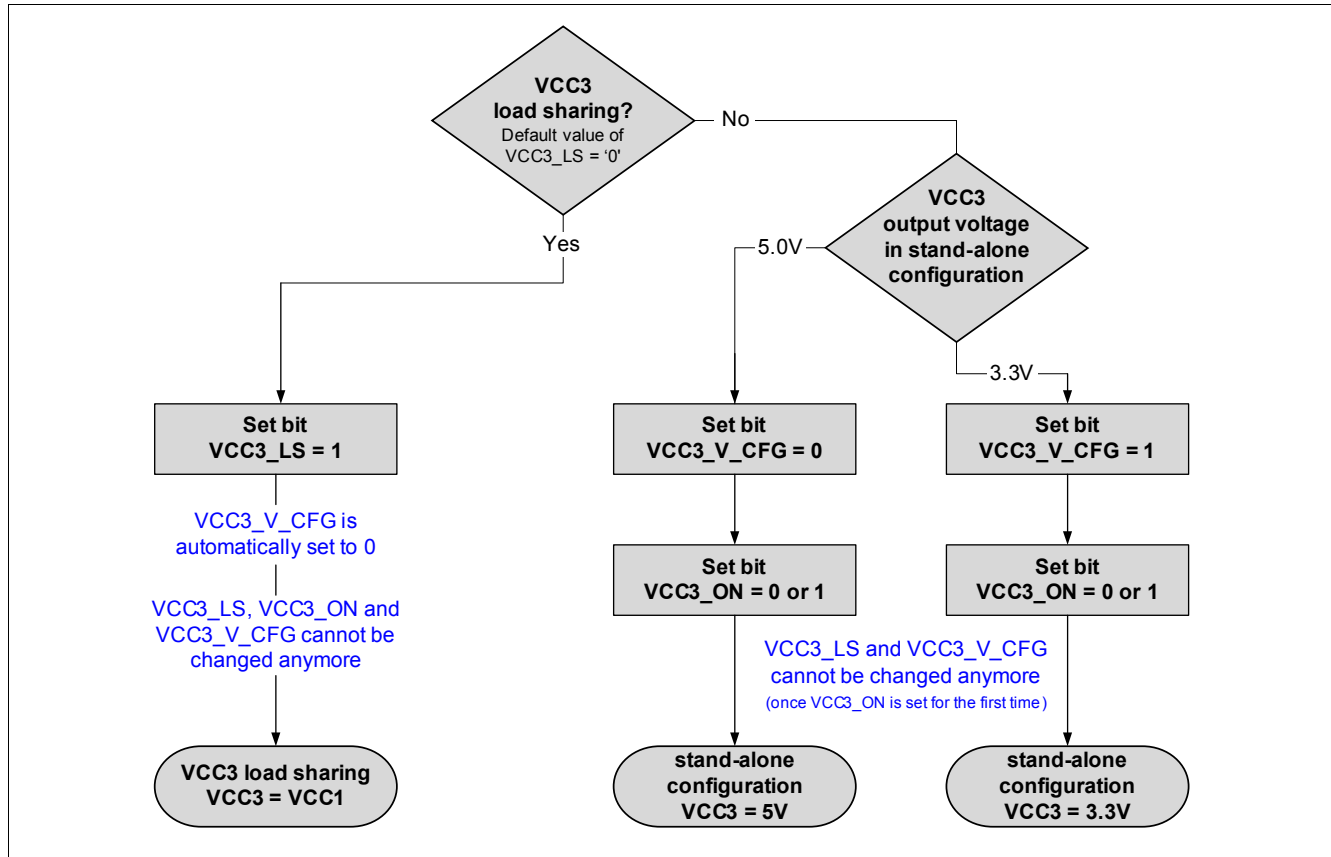 VCC3
load sharing?
Default value of
VCC3_LS = ‘0'
No
Yes
VCC3
output voltage
in stand-alone
configuration
5.0V
3.3V
Set bit
VCC3_LS = 1
VCC3_V_CFG is
automatically set to 0
VCC3_LS, VCC3_ON and
VCC3_V_CFG cannot be
changed anymore
VCC3 load sharing
VCC3 = VCC1
Set bit
VCC3_V_CFG = 0
Set bit
VCC3_ON = 0 or 1
Set bit
VCC3_V_CFG = 1
Set bit
VCC3_ON = 0 or 1
VCC3_LS and VCC3_V_CFG
cannot be changed anymore
(once VCC3_ON is set for the first time)
stand-alone
configuration
VCC3 = 5V
stand-alone
configuration
VCC3 = 3.3V